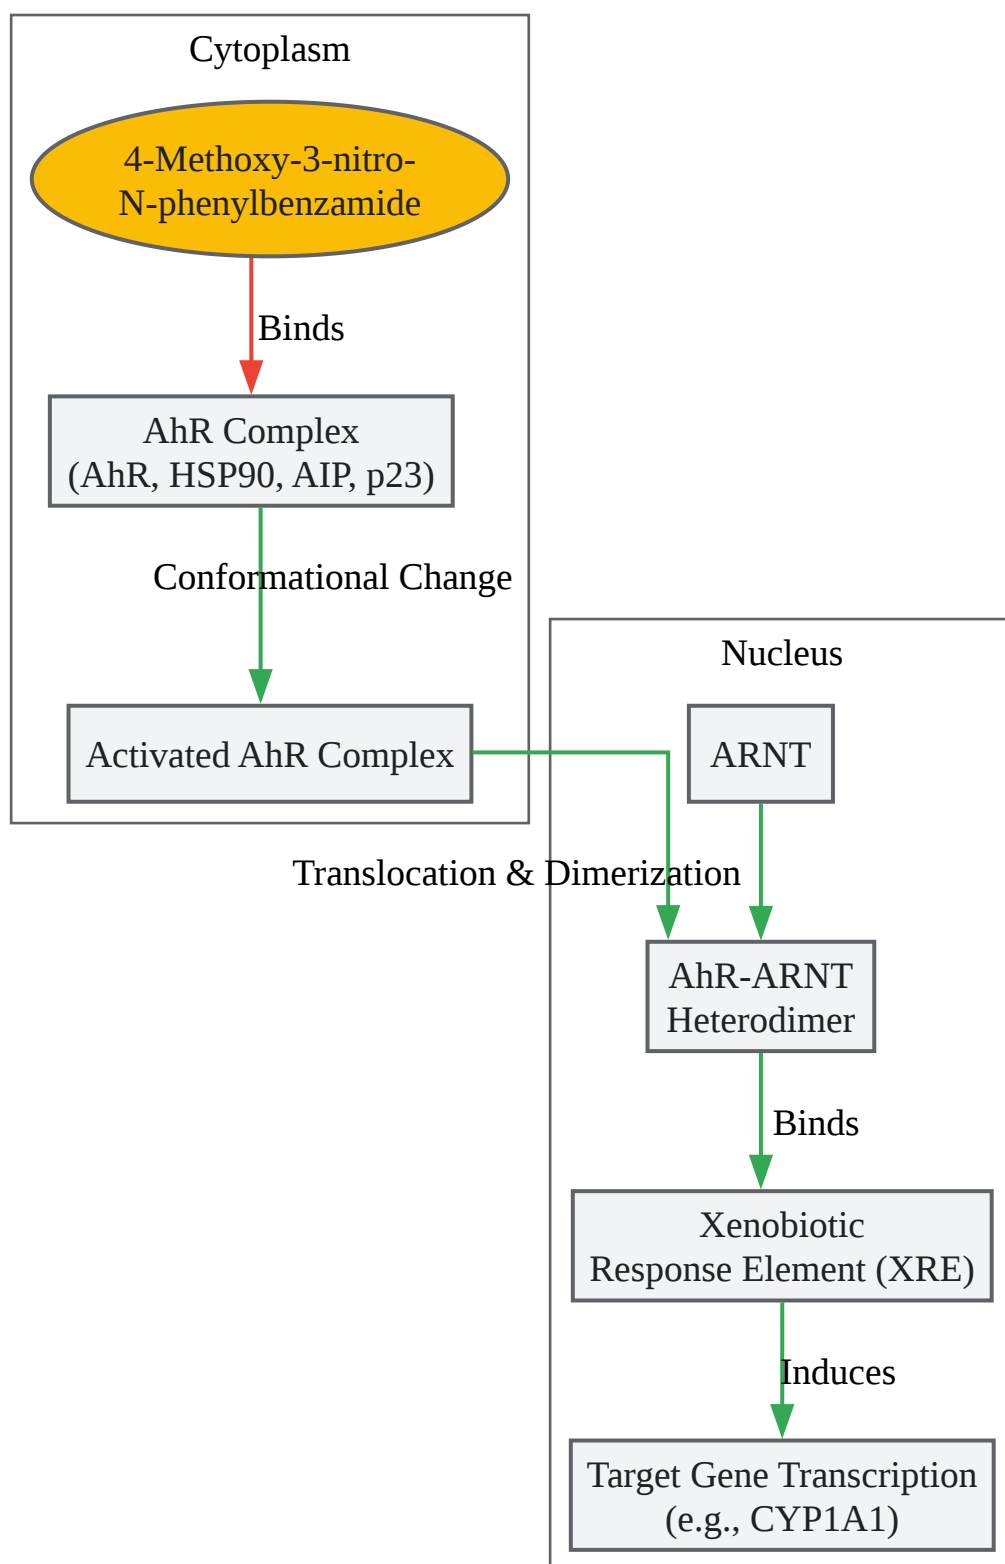 Cytoplasm
4-Methoxy-3-nitro-
N-phenylbenzamide
Binds
AhR Complex
(AhR, HSP90, AIP, p23)
Conformational Change
Activated AhR Complex
Nucleus
ARNT
Translocation & Dimerization
AhR-ARNT
Heterodimer
Binds
Xenobiotic
Response Element (XRE)
Induces
Target Gene Transcription
(e.g., CYP1A1)